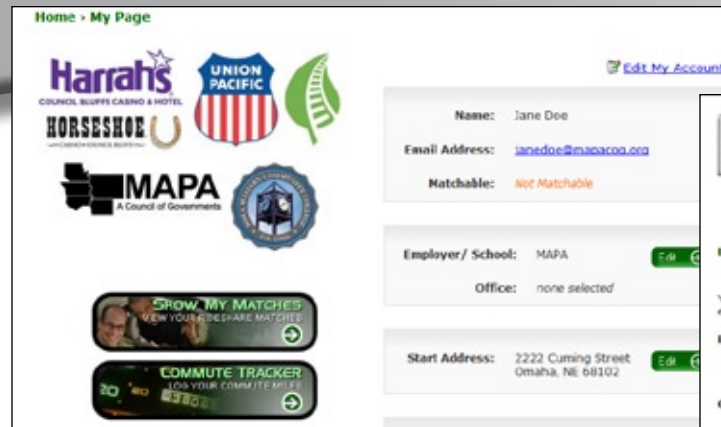 Home › My Page
Harrah's
COUNCIL BLUFFS CASINO & HOTEL
HORSESHOE
UNION
PACIFIC
MAPA
A Council of Governments
SHOW MY MATCHES
VIEW YOUR RIDESHARE MATCHES
COMMUTE TRACKER
LOG YOUR COMMUTE MILES
Edit My Account
Name: Jane Doe
Email Address: janedoe@mapacog.org
Matchable: Not Matchable
Employer/ School: MAPA
Edit
Office: none selected
Start Address: 2222 Cuming Street
Omaha, NE 68102
Edit